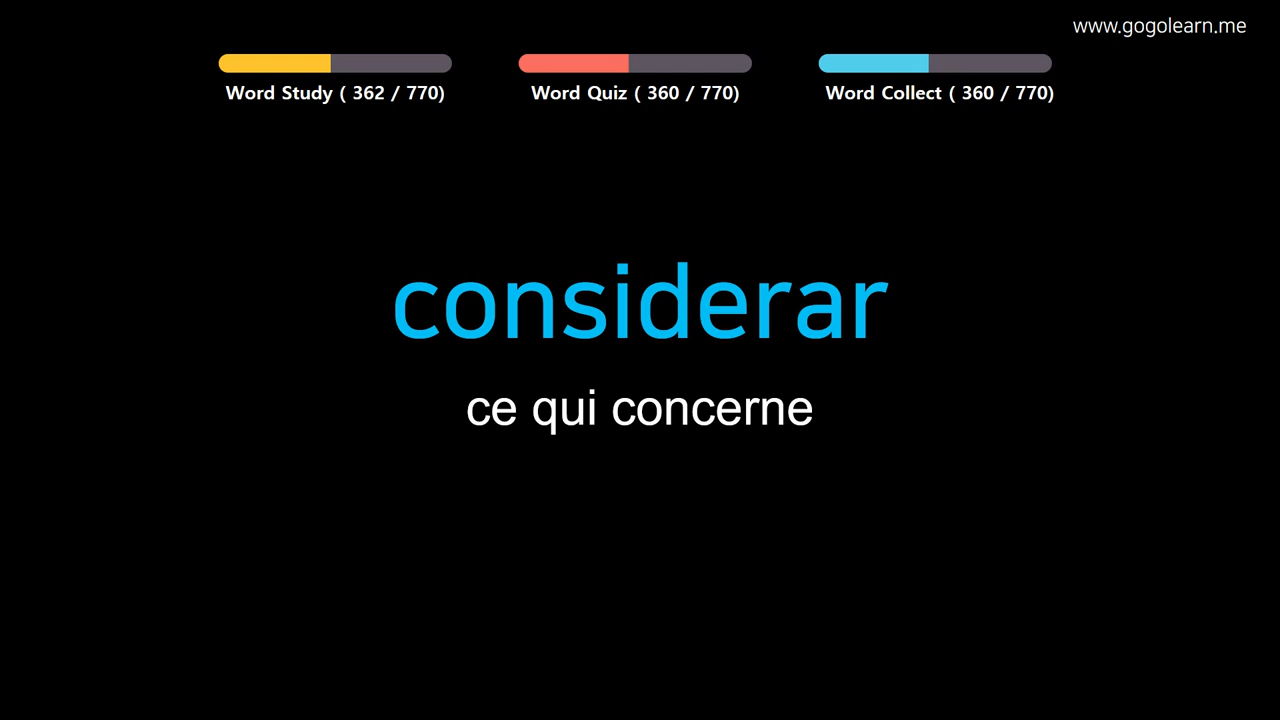 www.gogolearn.me
Word Study ( 362 / 770)
Word Quiz ( 360 / 770)
Word Collect ( 360 / 770)
considerar
ce qui concerne